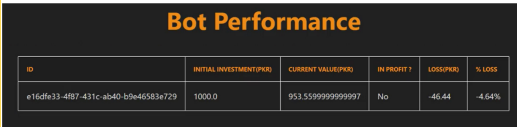 Bot Performance
ID INITIAL INVESTMENT(PKR) CURRENT VALUE(PKR) IN PROFIT ? LOSS(PKR) % LOSS
e16dfe33-4f87-431c-ab40-b9e46583e729 1000.0 953.5599999999997 No -46.44 -4.64%